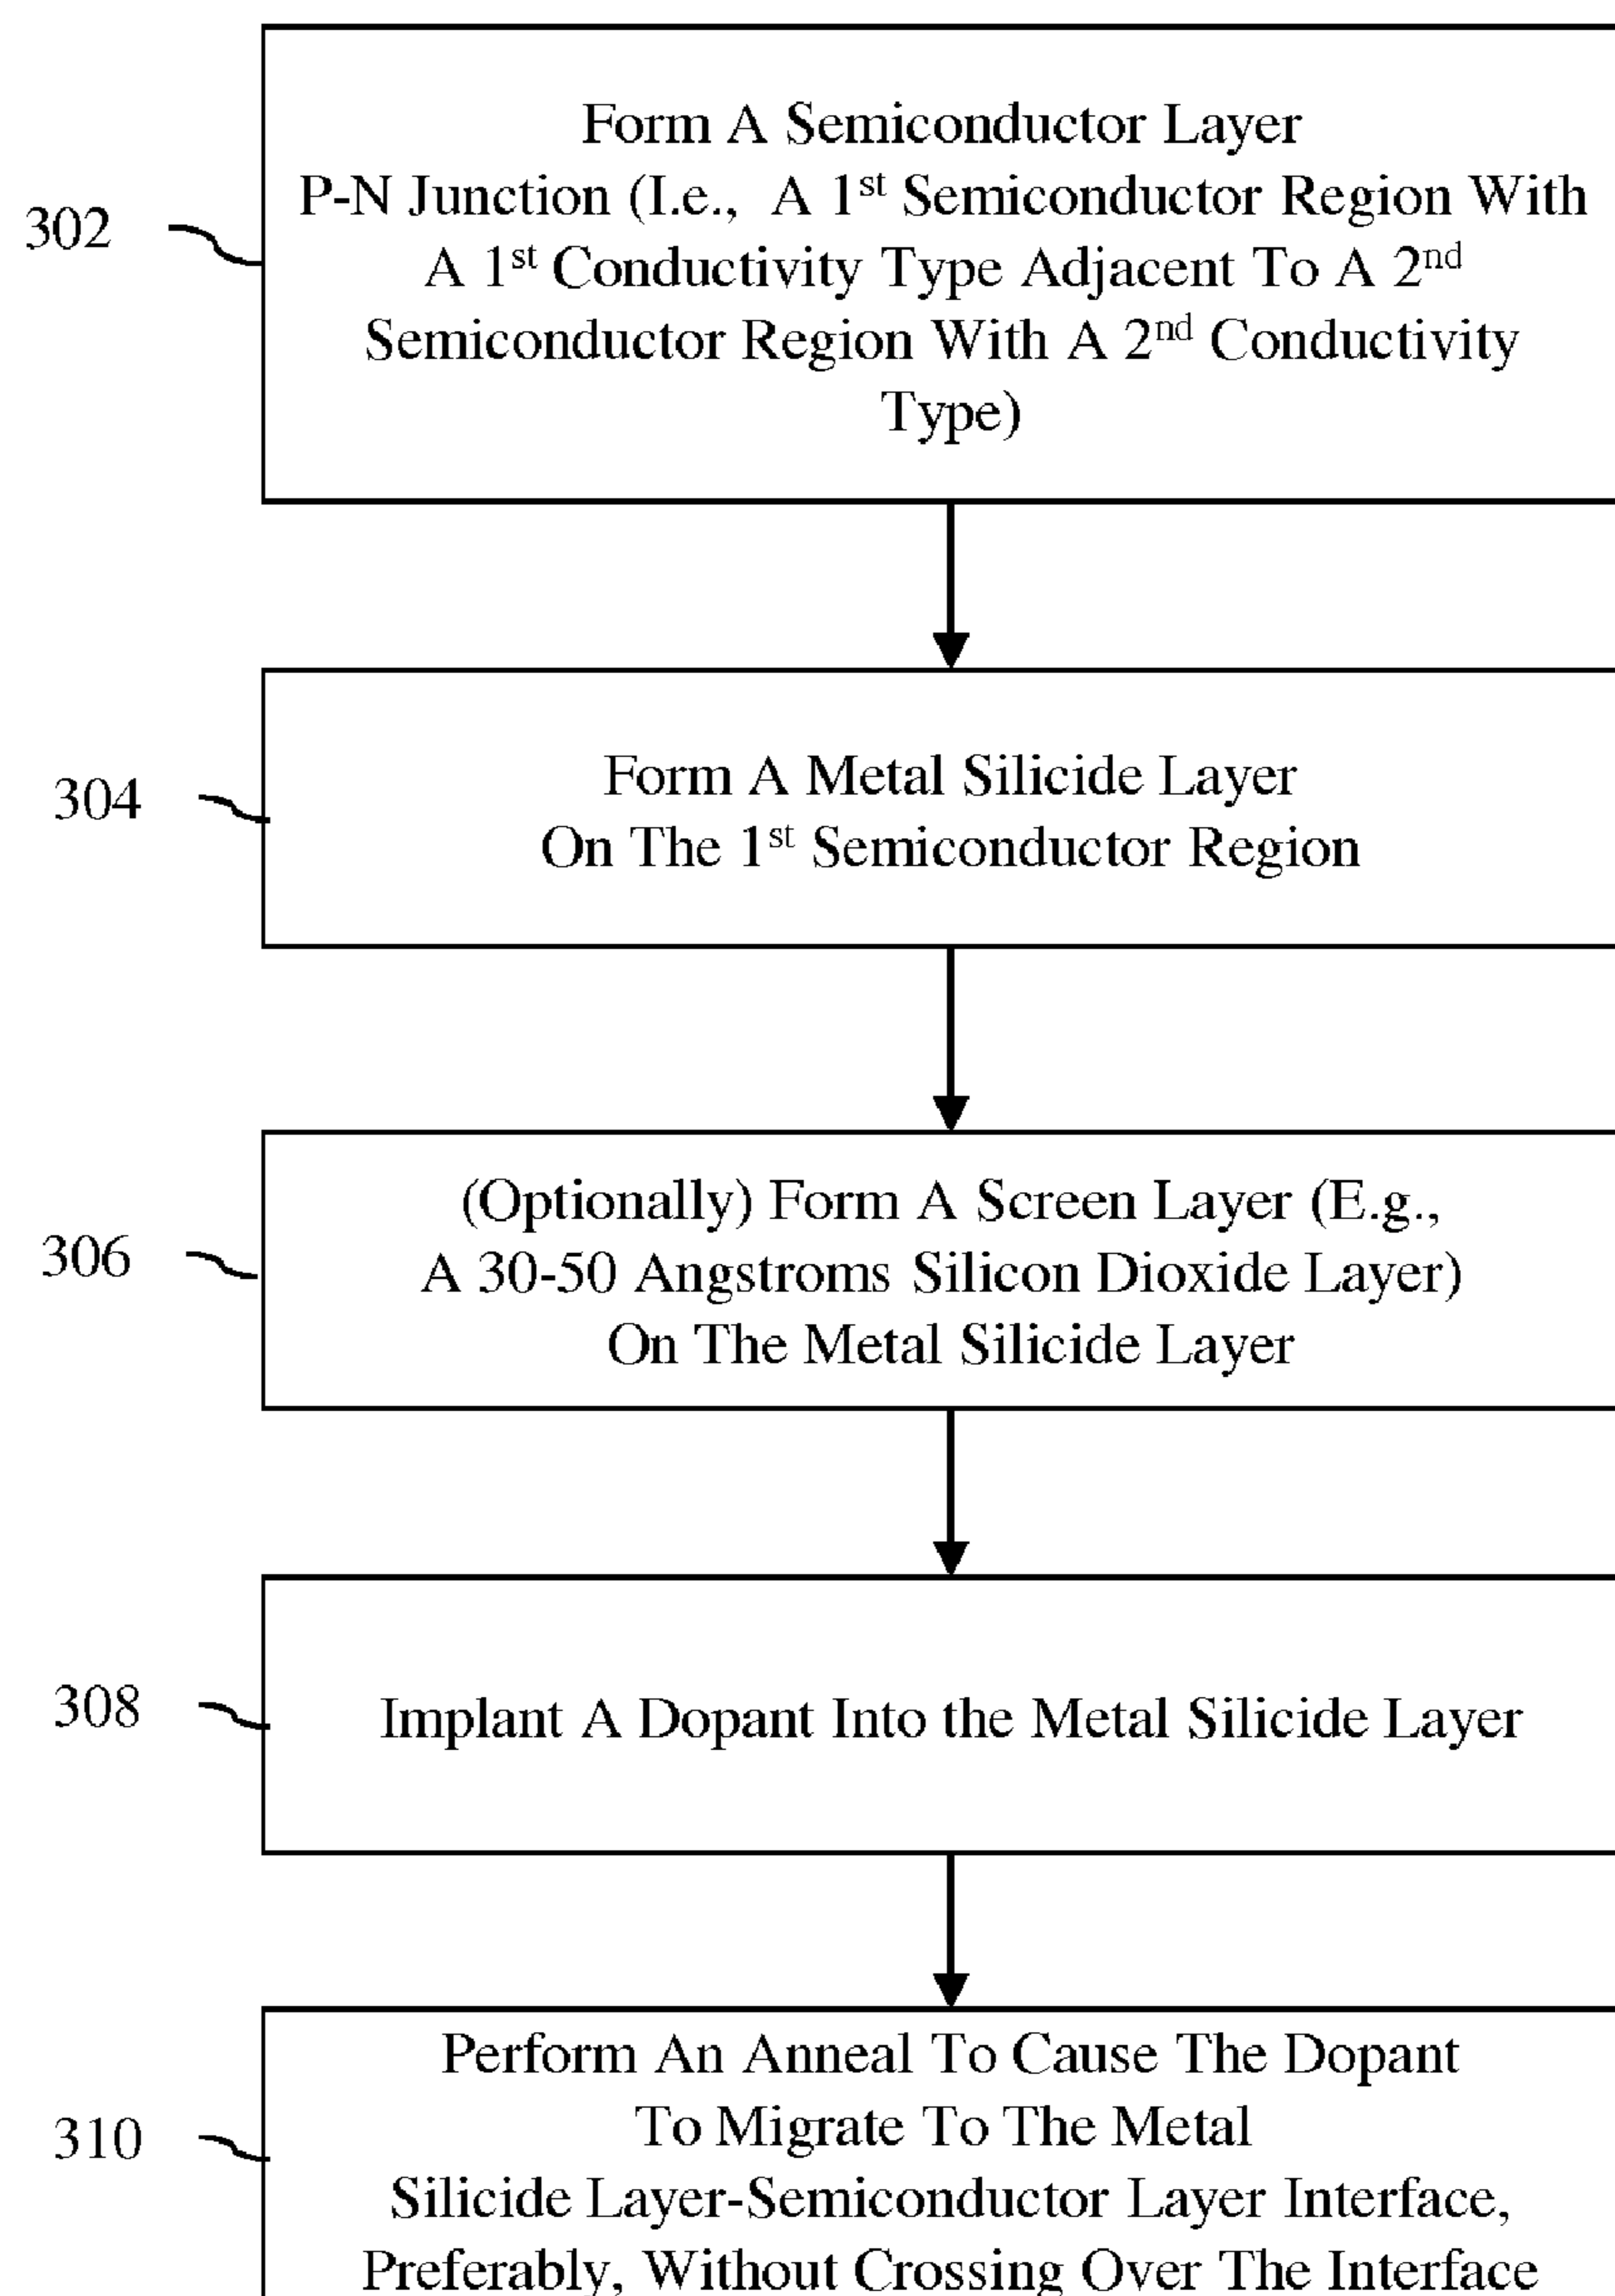 Form A Semiconductor Layer
P-N Junction (I.e., A 1st Semiconductor Region With
302
A 1st Conductivity Type Adjacent To A 2nd
Semiconductor Region With A 2nd Conductivity
Type)
Form A Metal Silicide Layer
304
On The 1st Semiconductor Region
(Optionally) Form A Screen Layer (E.g.,
306
A 30-50 Angstroms Silicon Dioxide Layer)
On The Metal Silicide Layer
308
Implant A Dopant Into the Metal Silicide Layer
Perform An Anneal To Cause The Dopant
To Migrate To The Metal
310
Silicide Layer-Semiconductor Layer Interface,
Preferably, Without Crossing Over The Interface